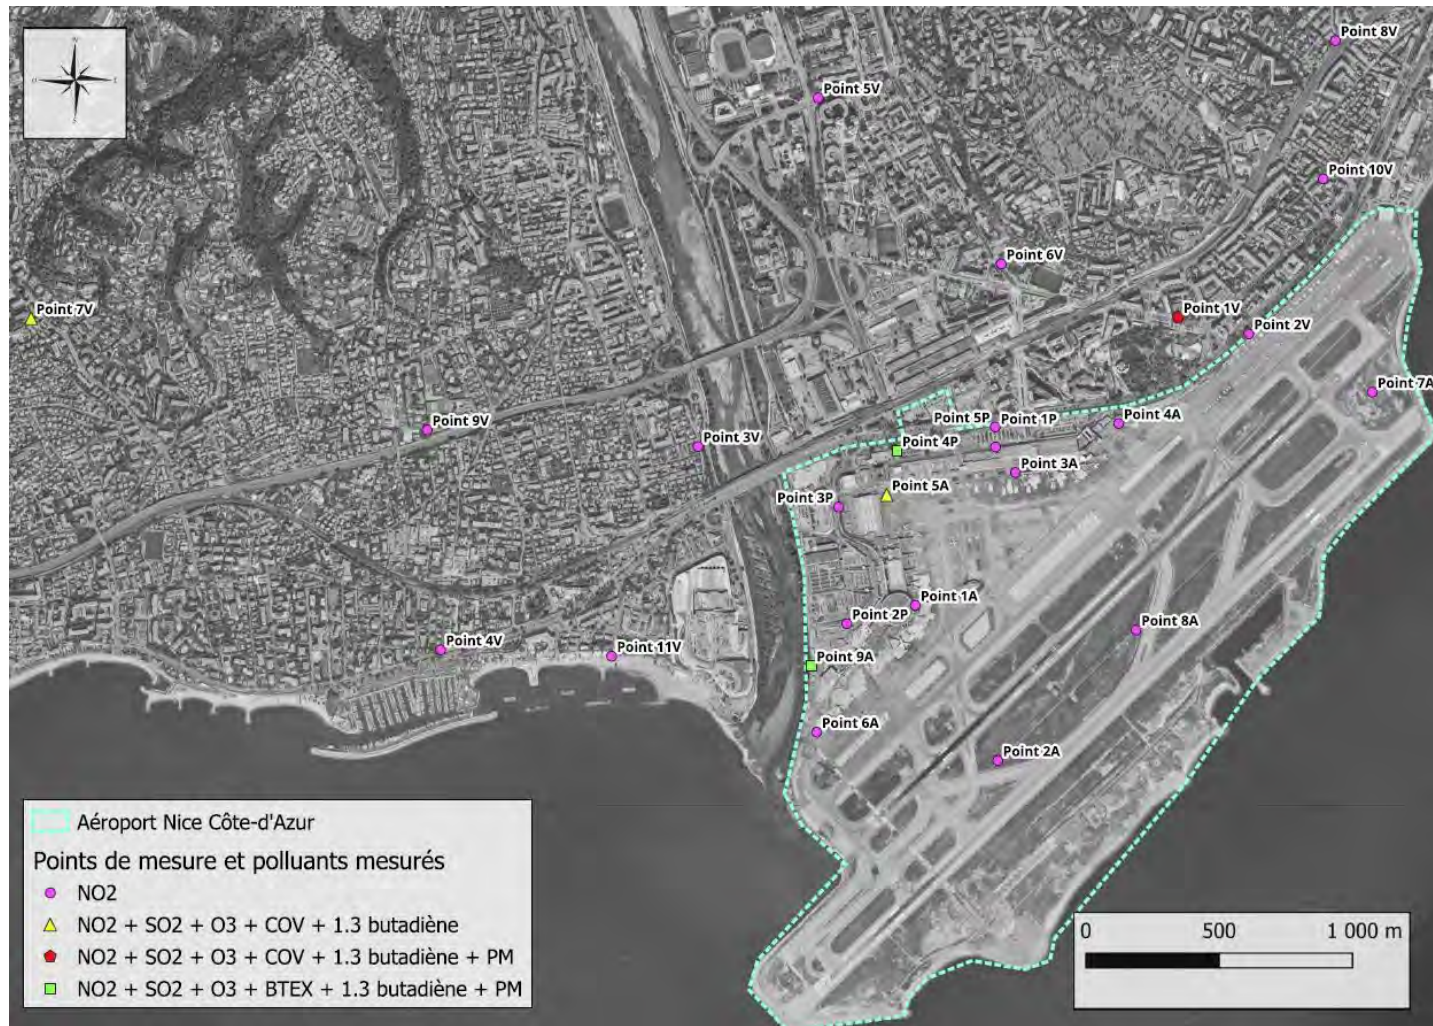 N
O
E
S
Point 8V
Point 5V
Point 10V
Point 6V
Point 7V
Point 1V
Point 2V
Point 7A
Point 9V
Point 3V
Point 5P
Point 1P
Point 4A
Point 4P
Point 3A
Point 5A
Point 3P
Point 1A
Point 2P
Point 8A
Point 4V
Point 11V
Point 9A
Point 6A
Point 2A
Aéroport Nice Côte-d'Azur
Points de mesure et polluants mesurés
NO2
NO2 + SO2 + O3 + COV + 1.3 butadiène
NO2 + SO2 + O3 + COV + 1.3 butadiène + PM
NO2 + SO2 + O3 + BTEX + 1.3 butadiène + PM
0 500 1 000 m